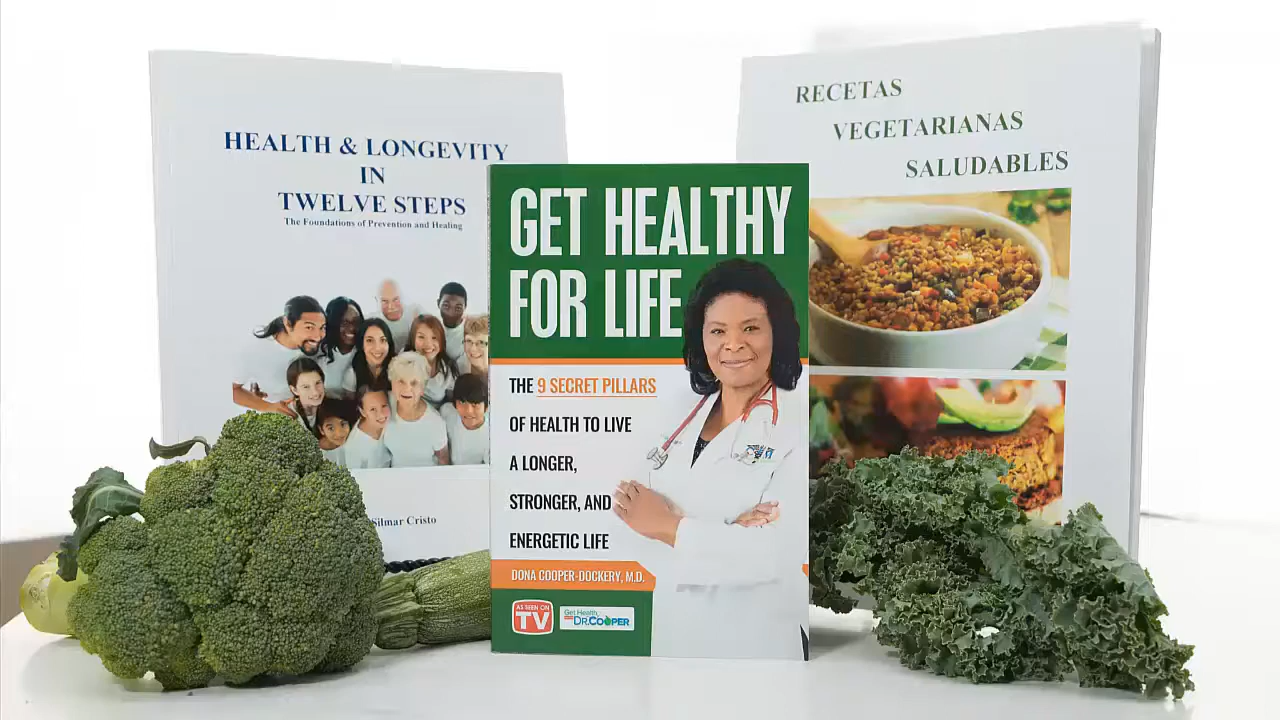 HEALTH & LONGEVITY
IN
TWELVE STEPS
The Foundations of Prevention and Healing
Silmar Cristo
GET HEALTHY
FOR LIFE
THE 9 SECRET PILLARS
OF HEALTH TO LIVE
A LONGER,
STRONGER, AND
ENERGETIC LIFE
DONA COOPER-DOCKERY, M.D.
AS SEEN ON
TV
Get Health
DR.COOPER
RECETAS
VEGETARIANAS
SALUDABLES